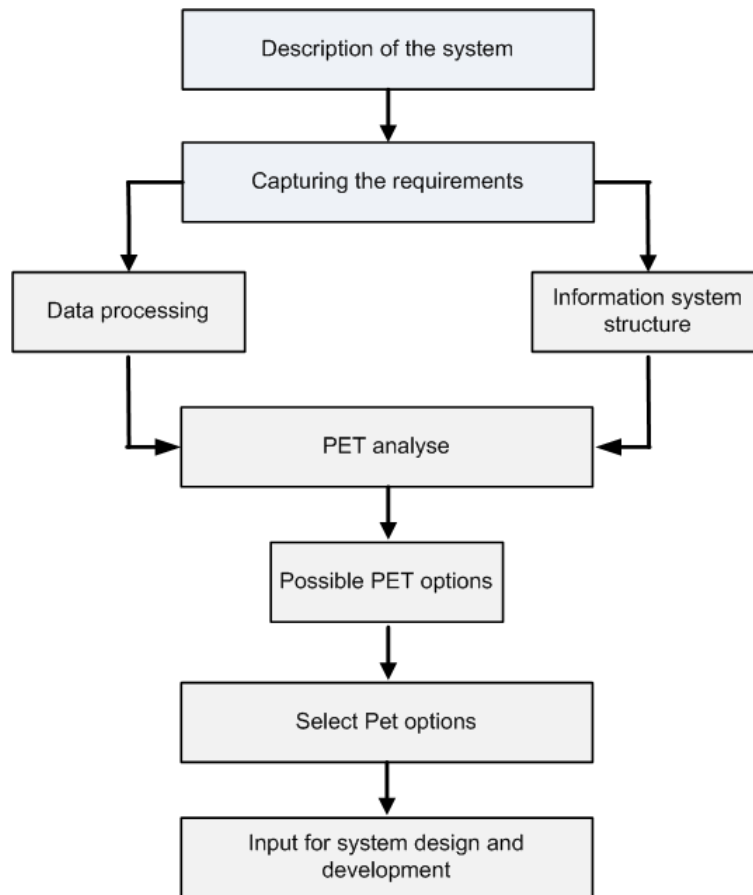 Description of the system
Capturing the requirements
Data processing
Information system
structure
PET analyse
Possible PET options
Select Pet options
Input for system design and
development